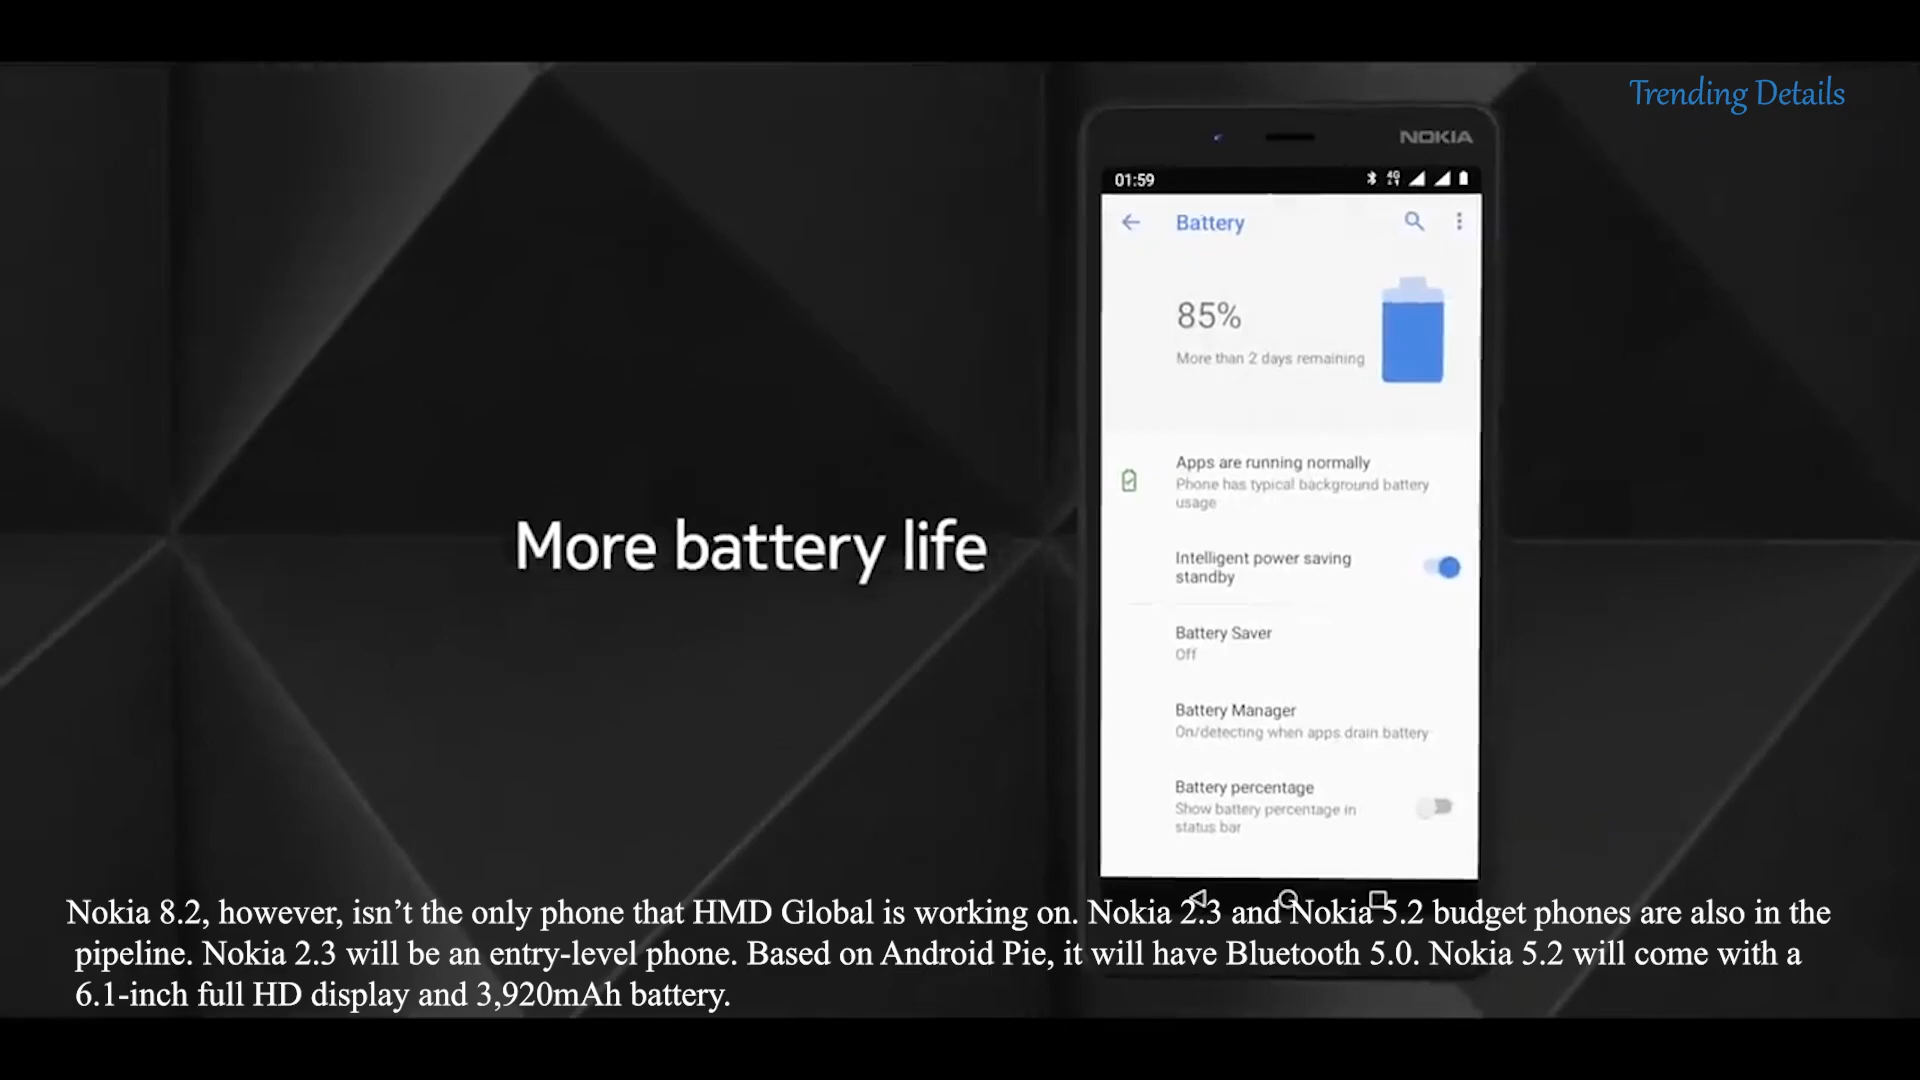 Trending Details
NOKIA
01:59
4G
Battery
85%
More than 2 days remaining
Apps are running normally
Phone has typical background battery
usage
More battery life
Intelligent power saving
standby
Battery Saver
Off
Battery Manager
On/detecting when apps drain battery
Battery percentage
Show battery percentage in
status bar
Nokia 8.2, however, isn’t the only phone that HMD Global is working on. Nokia 2.3 and Nokia 5.2 budget phones are also in the
pipeline. Nokia 2.3 will be an entry-level phone. Based on Android Pie, it will have Bluetooth 5.0. Nokia 5.2 will come with a
6.1-inch full HD display and 3,920mAh battery.